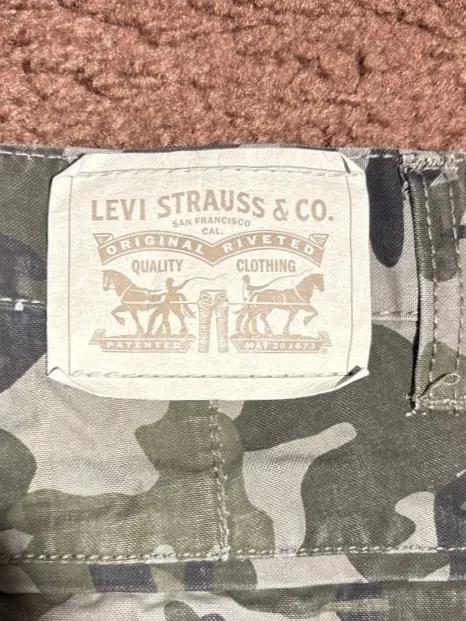 LEVI STRAUSS & CO.
SAN FRANCISCO
CAL.
ORIGINAL RIVETED
QUALITY CLOTHING
PATENTED MAY 20 1873 ®